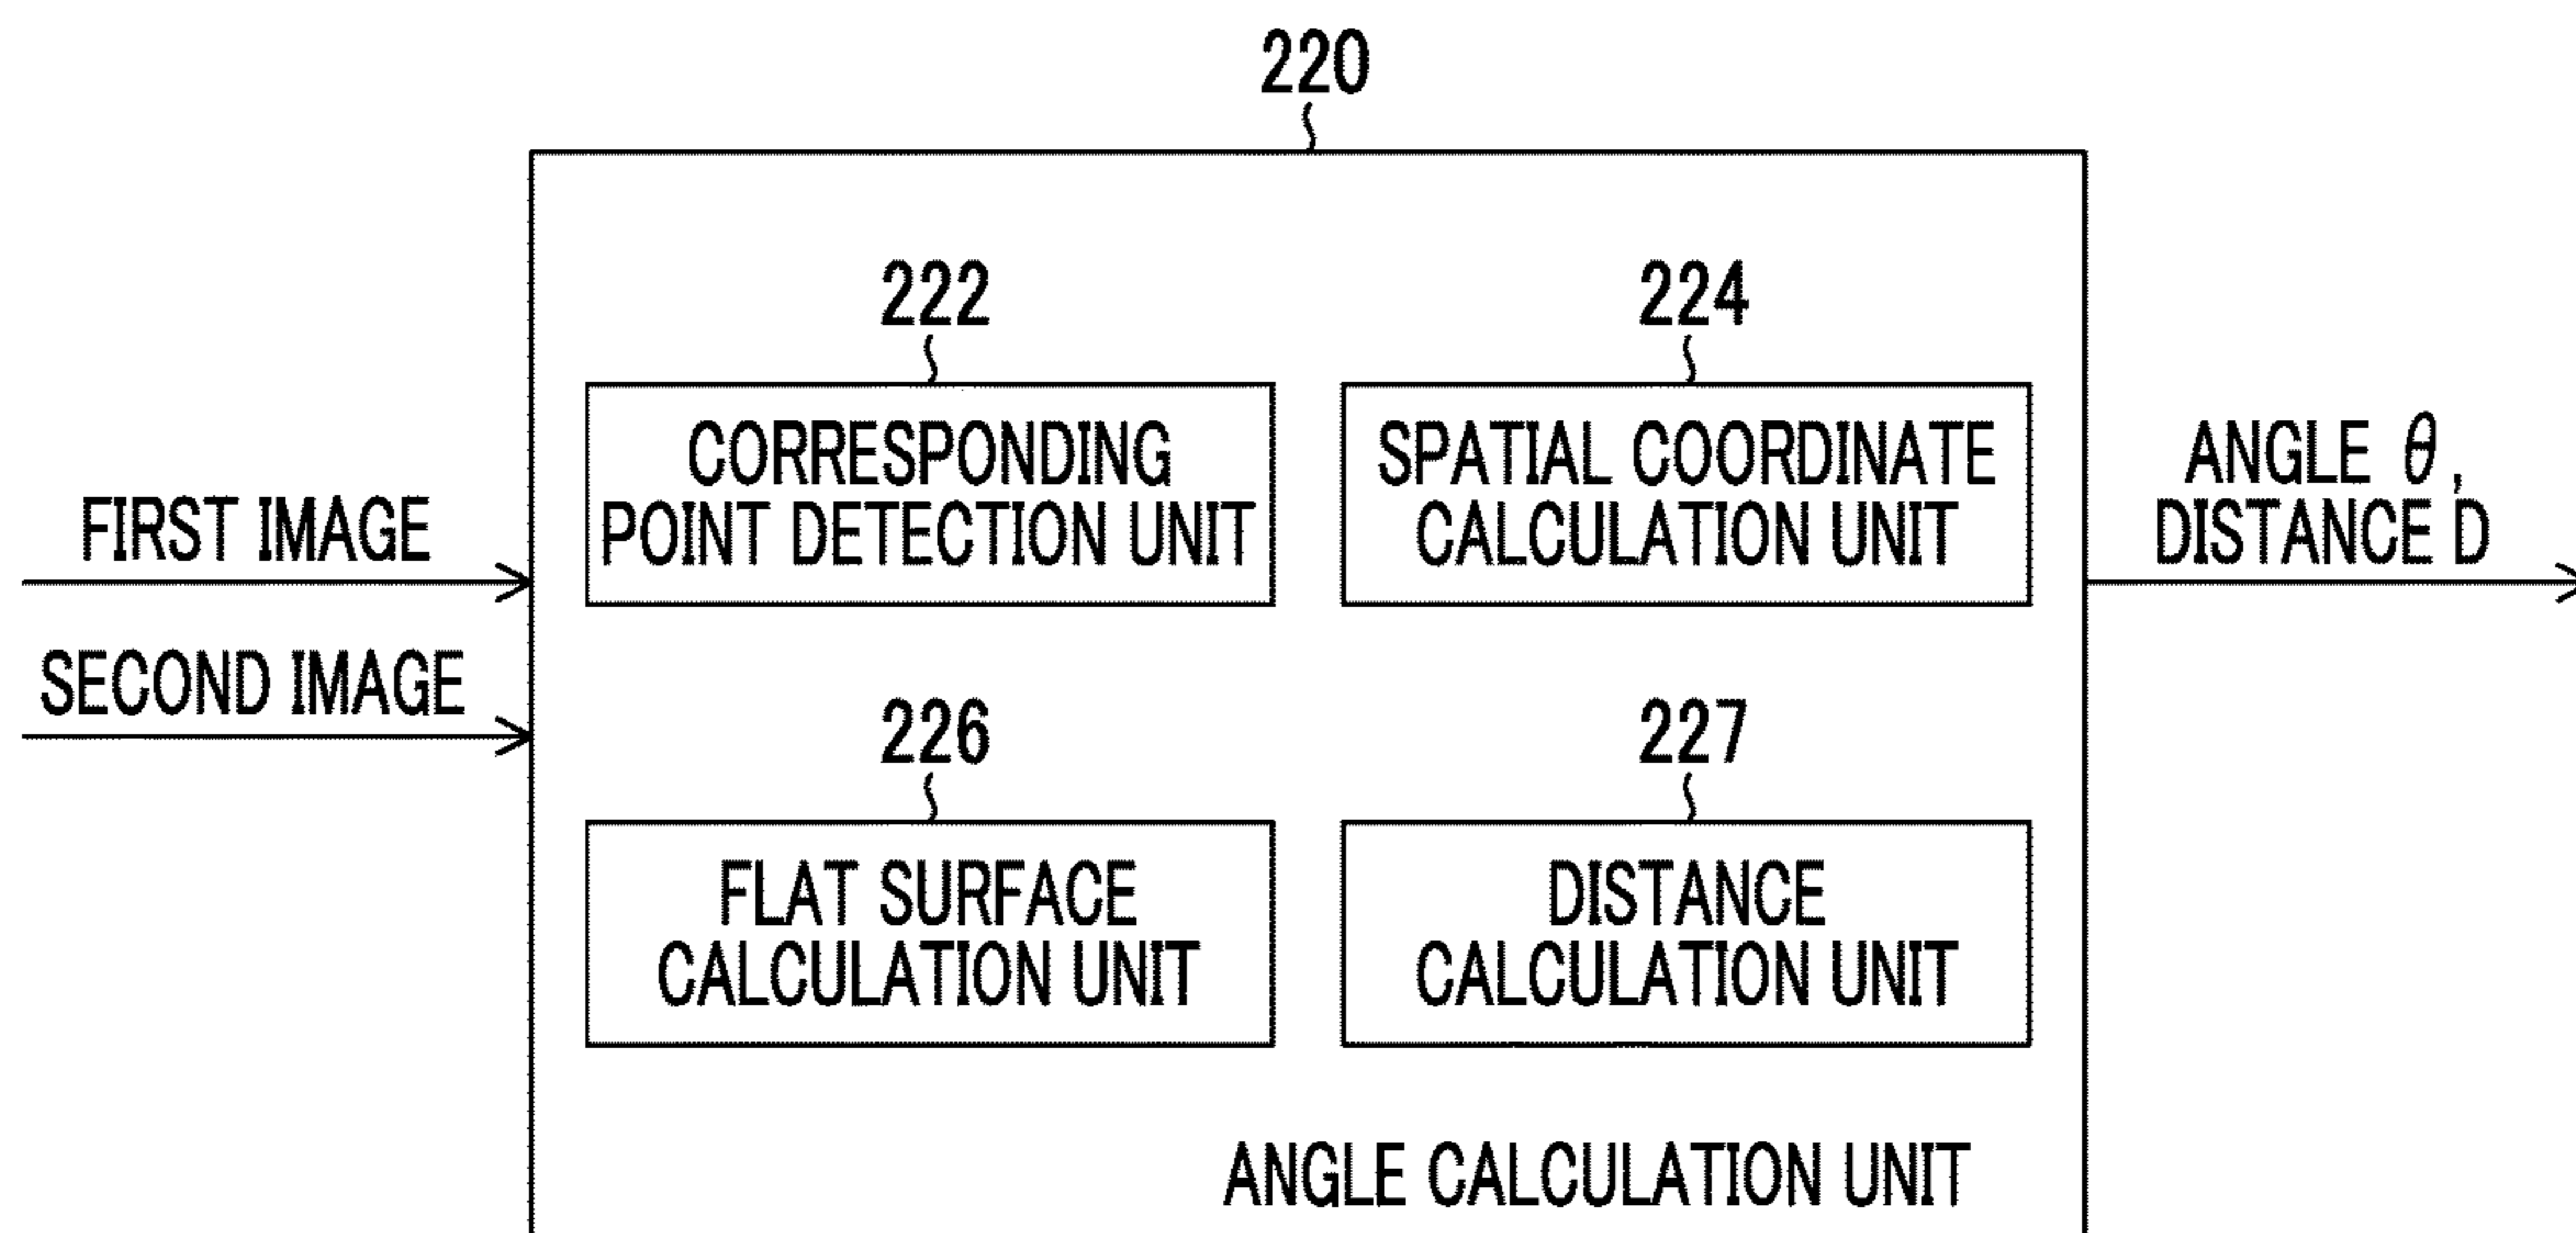 220
222
CORRESPONDING
POINT DETECTION UNIT
224
SPATIAL COORDINATE
CALCULATION UNIT
FIRST IMAGE
SECOND IMAGE
ANGLE θ,
DISTANCE D
226
FLAT SURFACE
CALCULATION UNIT
227
DISTANCE
CALCULATION UNIT
ANGLE CALCULATION UNIT